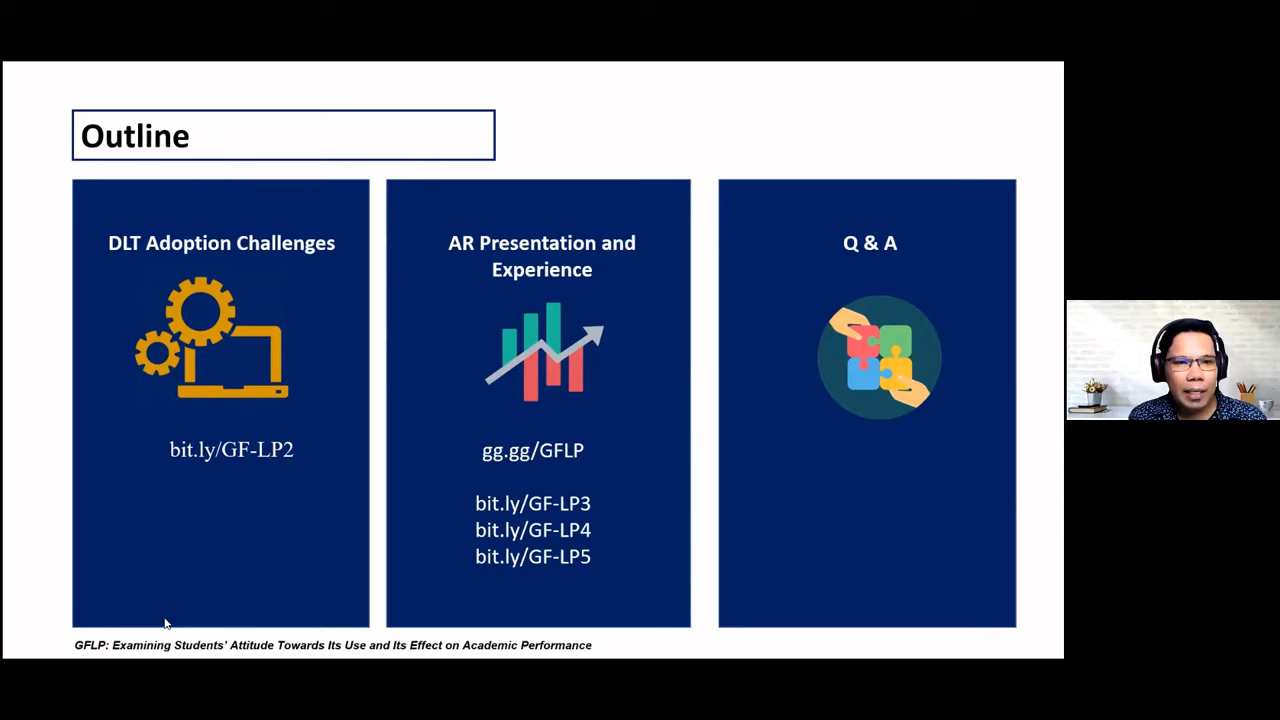 Outline
DLT Adoption Challenges
bit.ly/GF-LP2
AR Presentation and
Experience
gg.gg/GFLP
bit.ly/GF-LP3
bit.ly/GF-LP4
bit.ly/GF-LP5
Q & A
GFLP: Examining Students’ Attitude Towards Its Use and Its Effect on Academic Performance